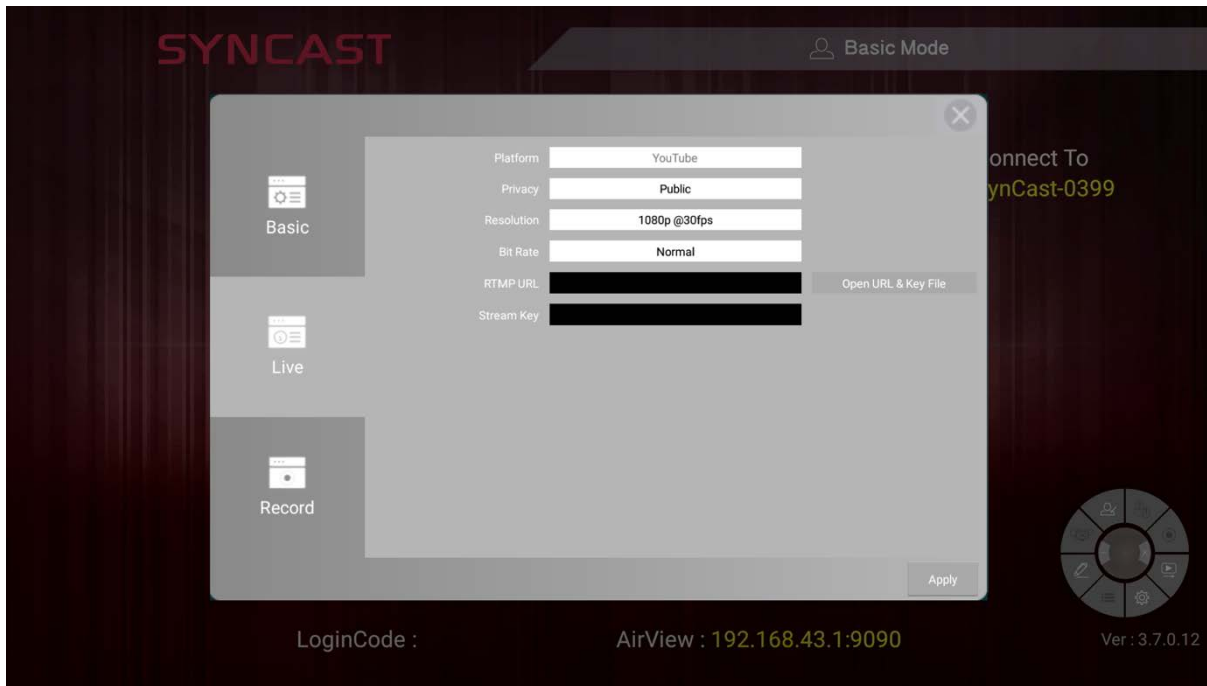 SYNCAST
Basic Mode
onnect To
ynCast-0399
Basic
Live
Record
Platform YouTube
Privacy Public
Resolution 1080p @30fps
Bit Rate Normal
RTMP URL Open URL & Key File
Stream Key
Apply
LoginCode : AirView : 192.168.43.1:9090 Ver : 3.7.0.12